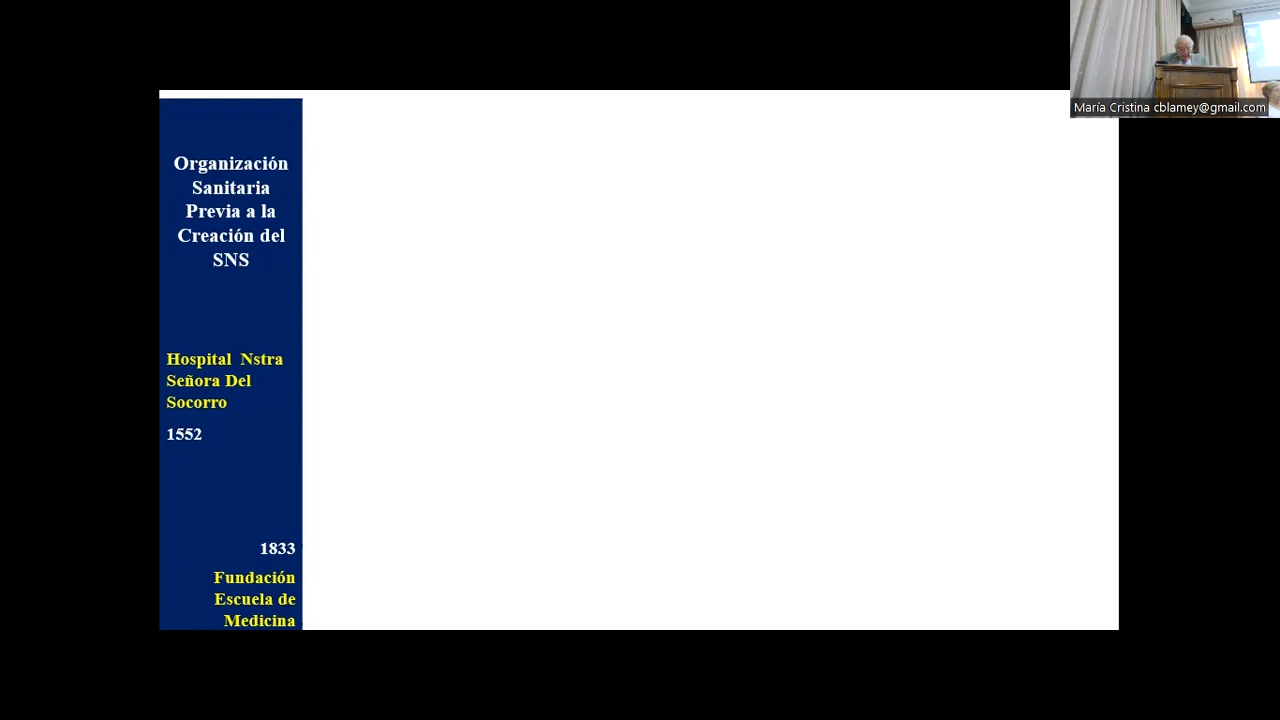 María Cristina cblamey@gmail.com
Organización
Sanitaria
Previa a la
Creación del
SNS
Hospital Nstra
Señora Del
Socorro
1552
1833
Fundación
Escuela de
Medicina